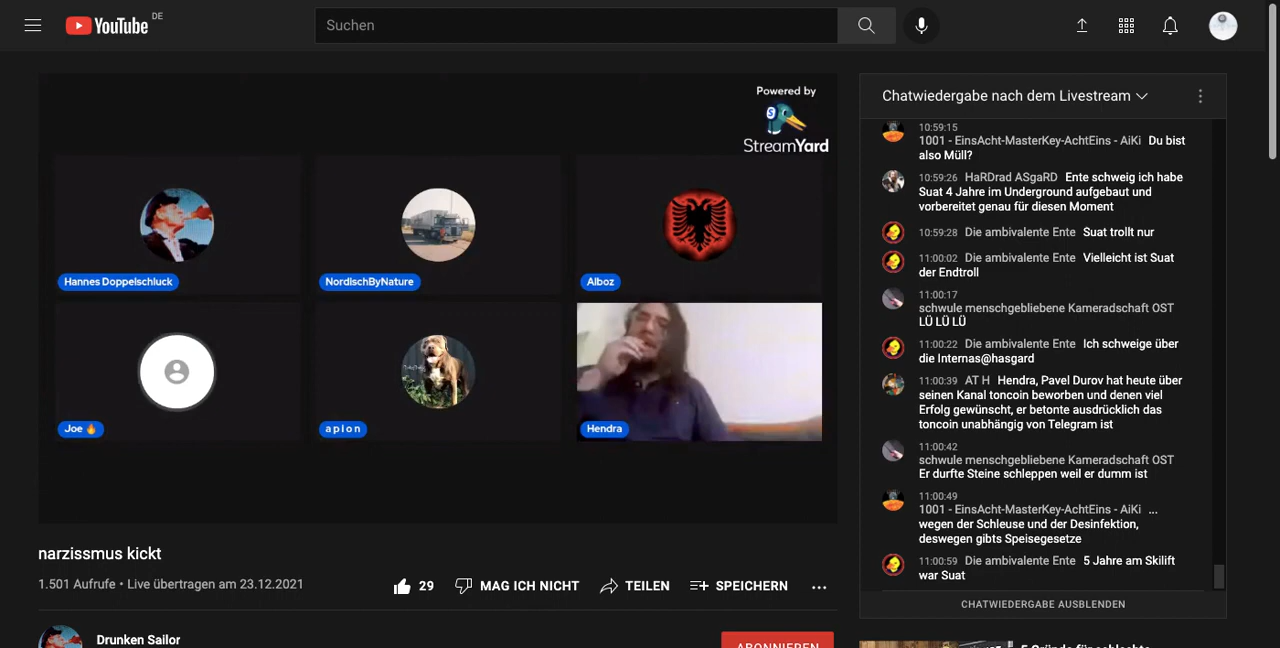 YouTube DE
Suchen
Powered by
StreamYard
Hannes Doppelschluck
NordischByNature
Alboz
Joe 🔥
a p l o n
Hendra
narzissmus kickt
1.501 Aufrufe • Live übertragen am 23.12.2021
29
MAG ICH NICHT
TEILEN
SPEICHERN
Drunken Sailor
ABONNIEREN
Chatwiedergabe nach dem Livestream
10:59:15
1001 - EinsAcht-MasterKey-AchtEins - AiKi Du bist
also Müll?
10:59:26 HaRDrad ASgaRD Ente schweig ich habe
Suat 4 Jahre im Underground aufgebaut und
vorbereitet genau für diesen Moment
10:59:28 Die ambivalente Ente Suat trollt nur
11:00:02 Die ambivalente Ente Vielleicht ist Suat
der Endtroll
11:00:17
schwule menschgebliebene Kameradschaft OST
LÜ LÜ LÜ
11:00:22 Die ambivalente Ente Ich schweige über
die Internas@hasgard
11:00:39 AT H Hendra, Pavel Durov hat heute über
seinen Kanal toncoin beworben und denen viel
Erfolg gewünscht, er betonte ausdrücklich das
toncoin unabhängig von Telegram ist
11:00:42
schwule menschgebliebene Kameradschaft OST
Er durfte Steine schleppen weil er dumm ist
11:00:49
1001 - EinsAcht-MasterKey-AchtEins - AiKi ...
wegen der Schleuse und der Desinfektion,
deswegen gibts Speisegesetze
11:00:59 Die ambivalente Ente 5 Jahre am Skilift
war Suat
CHATWIEDERGABE AUSBLENDEN
5 Gründe für schlechte